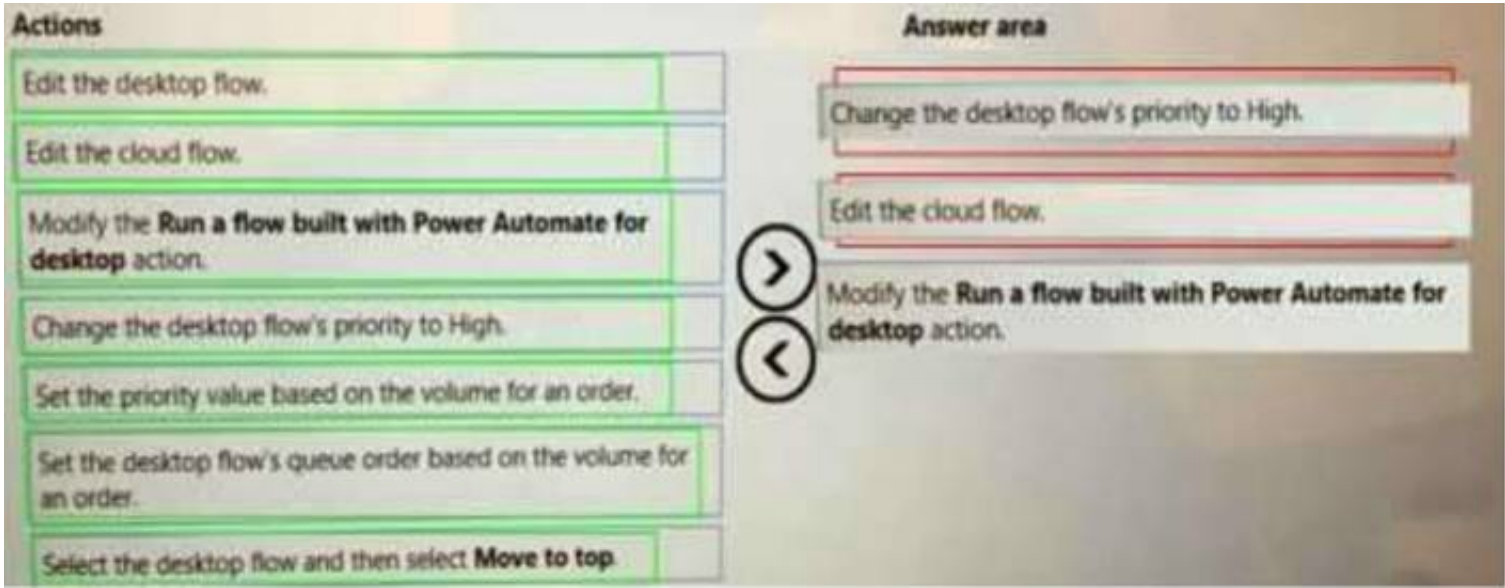 Actions
Edit the desktop flow.
Edit the cloud flow.
Modify the Run a flow built with Power Automate for
desktop action.
Change the desktop flow's priority to High.
Set the priority value based on the volume for an order.
Set the desktop flow's queue order based on the volume for
an order.
Select the desktop flow and then select Move to top.
Answer area
Change the desktop flow's priority to High.
Edit the cloud flow.
Modify the Run a flow built with Power Automate for
desktop action.